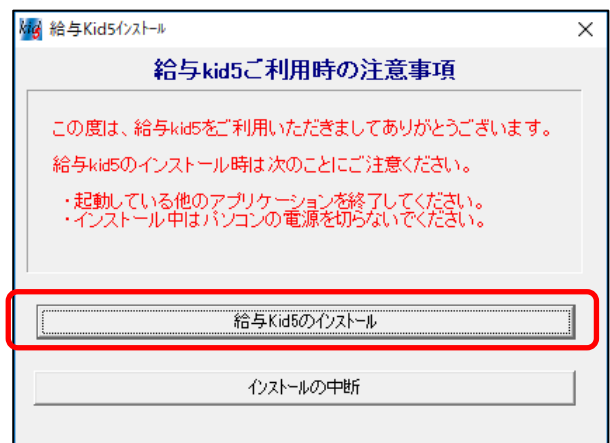 kid 給与Kid5インストール
給与kid5ご利用時の注意事項
この度は、給与kid5をご利用いただきましてありがとうございます。
給与kid5のインストール時は次のことにご注意ください。
・起動している他のアプリケーションを終了してください。
・インストール中はパソコンの電源を切らないでください。
給与Kid5のインストール
インストールの中断